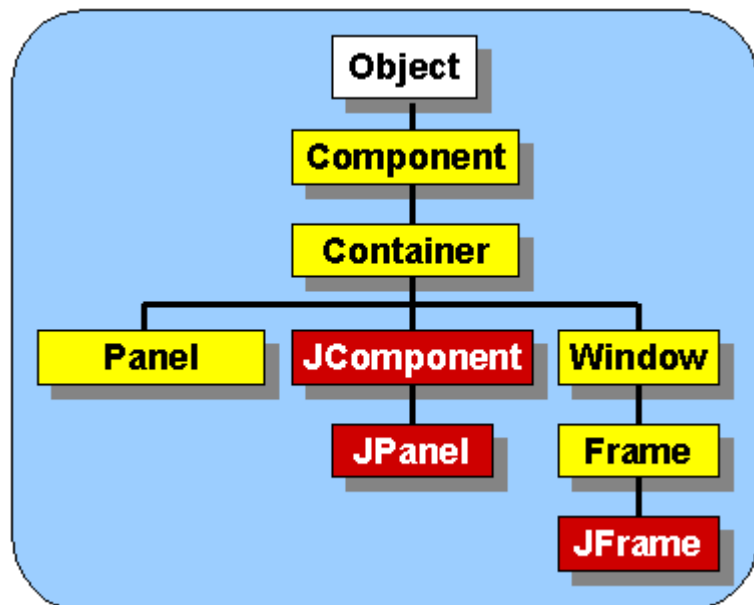 Object
Component
Container
Panel
JComponent
Window
JPanel
Frame
JFrame